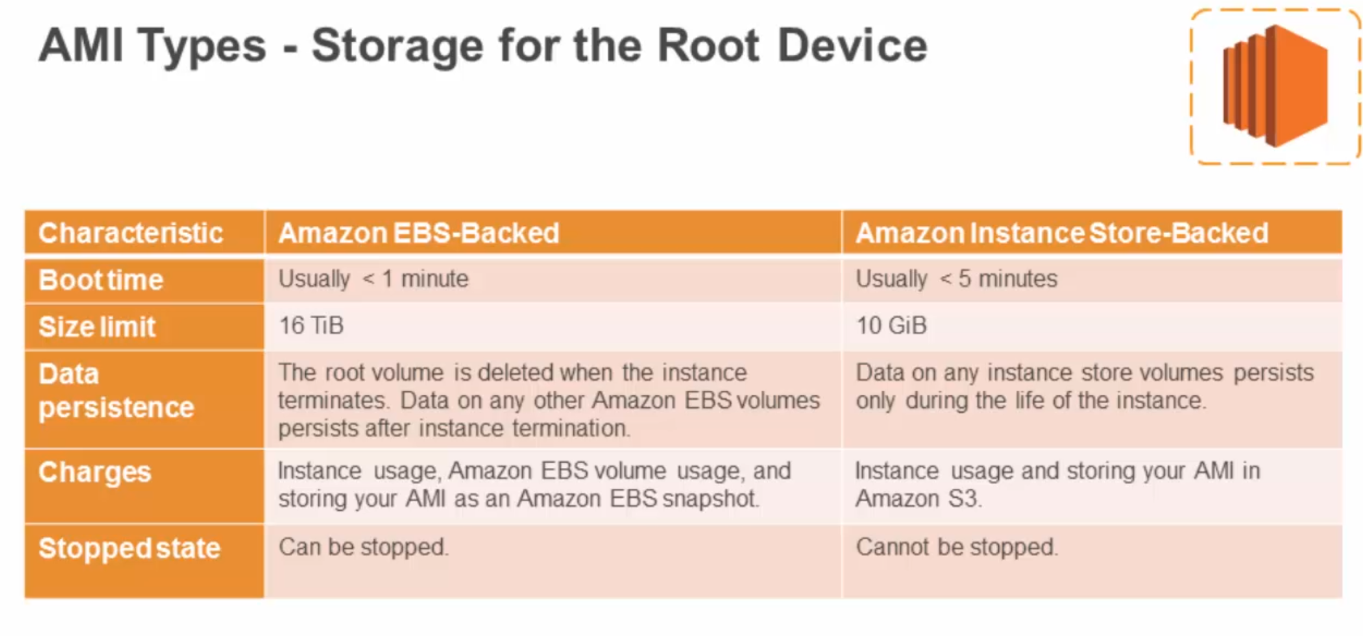 AMI Types - Storage for the Root Device
Characteristic
Amazon EBS-Backed
Amazon Instance Store-Backed
Boot time
Usually < 1 minute
Usually < 5 minutes
Size limit
16 TiB
10 GiB
Data
persistence
The root volume is deleted when the instance
terminates. Data on any other Amazon EBS volumes
persists after instance termination.
Data on any instance store volumes persists
only during the life of the instance.
Charges
Instance usage, Amazon EBS volume usage, and
storing your AMI as an Amazon EBS snapshot.
Instance usage and storing your AMI in
Amazon S3.
Stopped state
Can be stopped.
Cannot be stopped.